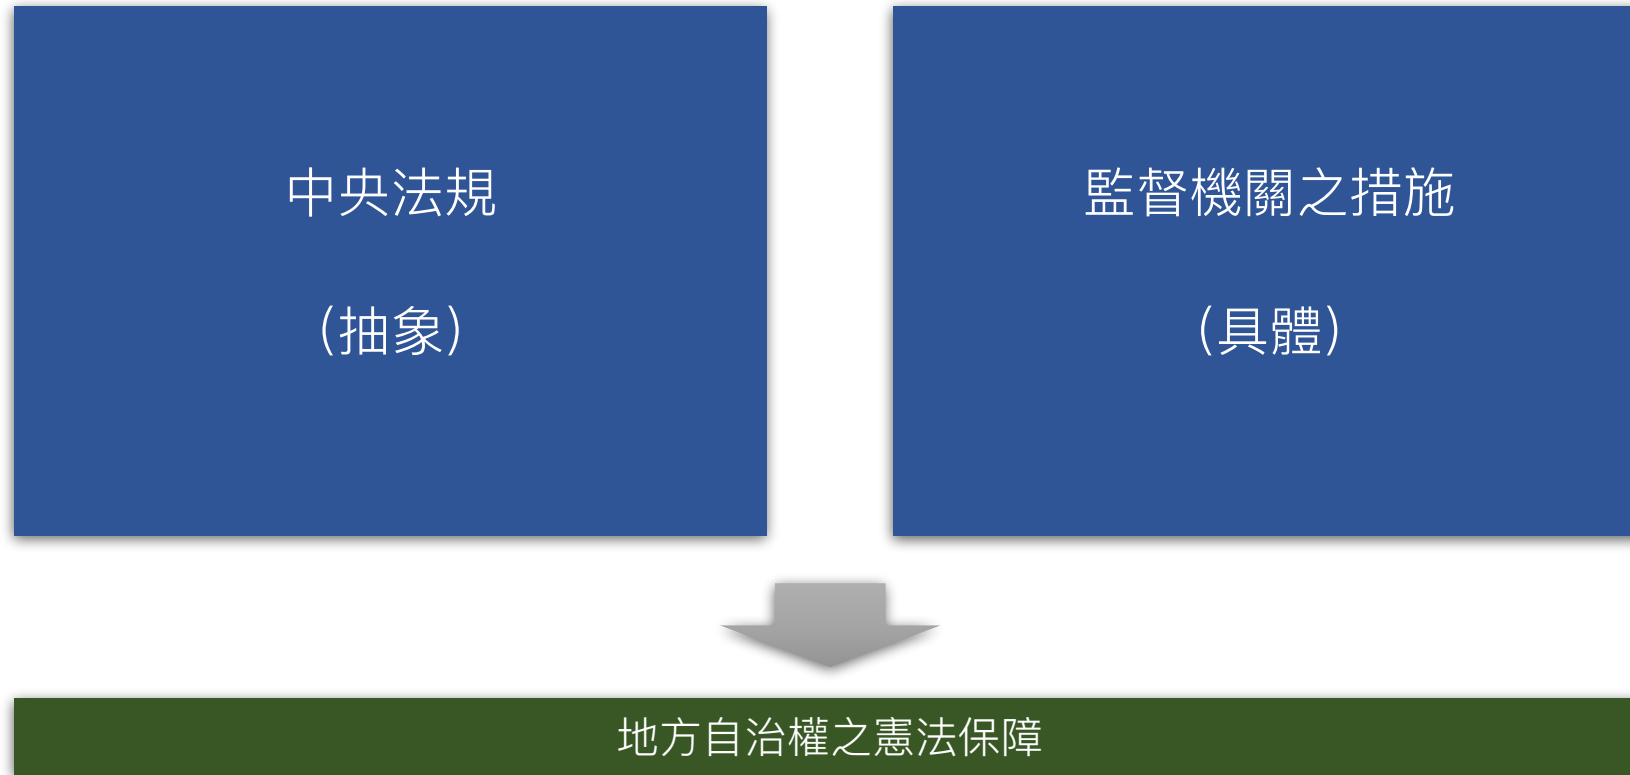 中央法規
（抽象）
監督機關之措施
（具體）
地方自治權之憲法保障